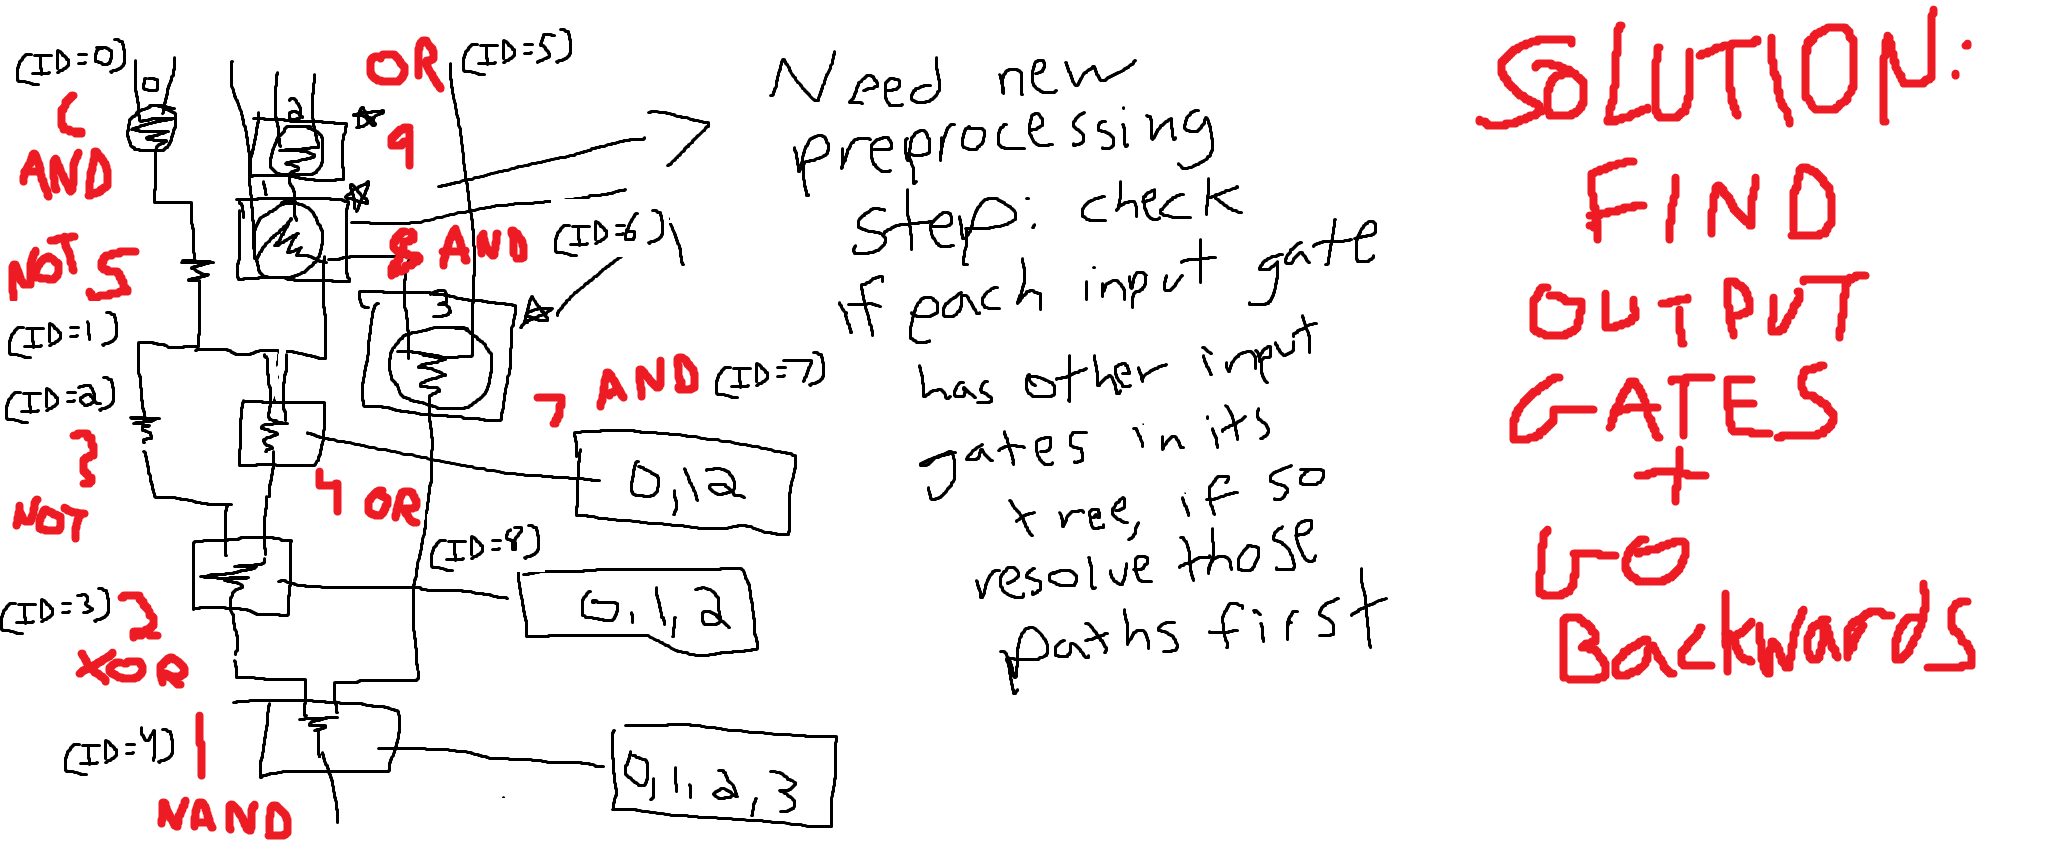 (ID=0)
0
6
AND
NOT 5
(ID=1)
(ID=2)
3
NOT
(ID=3)
2
XOR
(ID=4)
1
NAND
2
OR
9
(ID=5)
1
8 AND
(ID=6)
3
7 AND
(ID=7)
4 OR
0,12
(ID=8)
0,1,2
0,1,2,3
Need new
preprocessing
step: check
if each input gate
has other input
gates in its
tree, if so
resolve those
paths first
SOLUTION:
FIND
OUTPUT
GATES
+
GO
Backwards